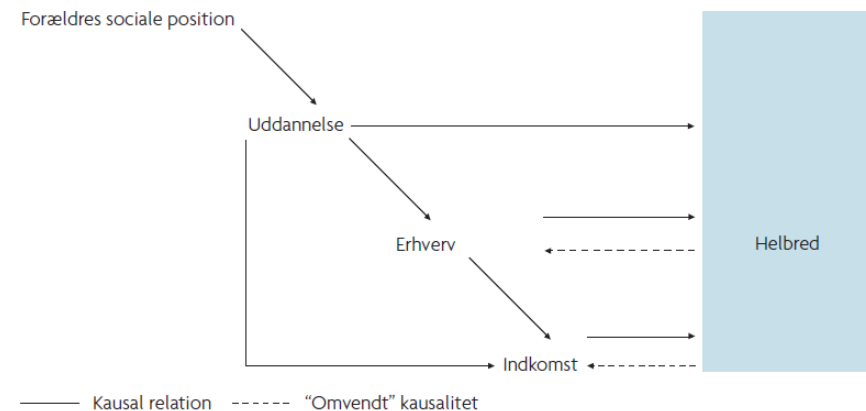 Forældres sociale position
Uddannelse
Erhverv
Helbred
Indkomst
Kausal relation
"Omvendt" kausalitet